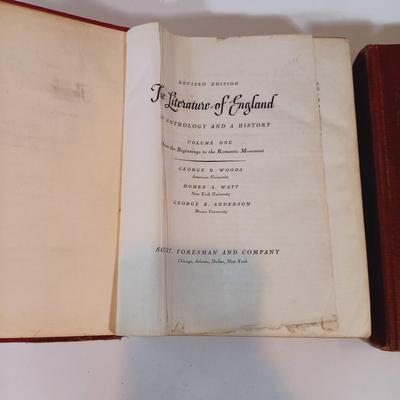 REVISED EDITION
The Literature of England
AN ANTHOLOGY AND A HISTORY
VOLUME ONE
From the Beginnings to the Romantic Movement
GEORGE B. WOODS
American University
HOMER A. WATT
New York University
GEORGE K. ANDERSON
Brown University
SCOTT, FORESMAN AND COMPANY
Chicago, Atlanta, Dallas, New York